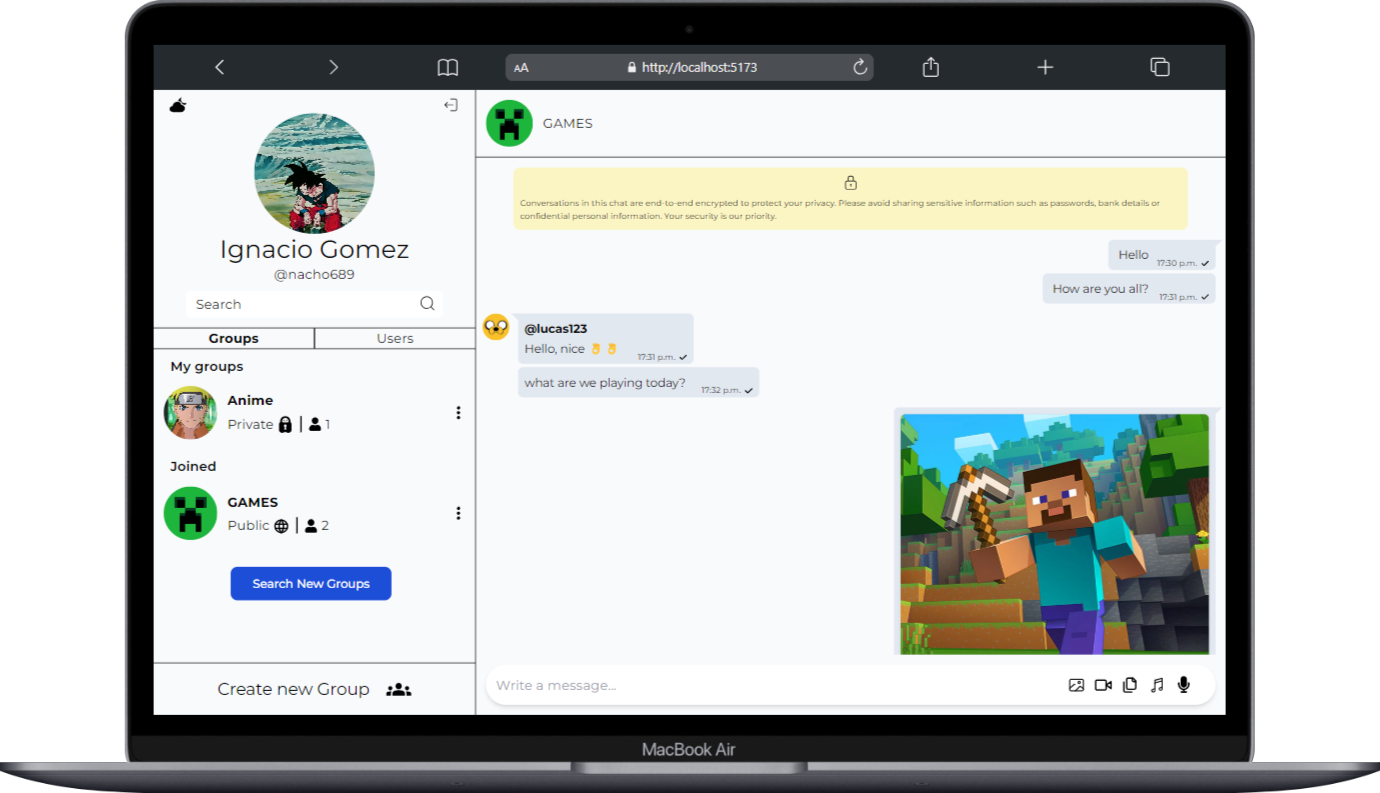 AA
http://localhost:5173
GAMES
Conversations in this chat are end-to-end encrypted to protect your privacy. Please avoid sharing sensitive information such as passwords, bank details or
confidential personal information. Your security is our priority.
Ignacio Gomez
@nacho689
Search
Groups
Users
My groups
Anime
Private
1
Joined
GAMES
Public
2
Search New Groups
Create new Group
Hello
17:30 p.m.
How are you all?
17:31 p.m.
@lucas123
Hello, nice 👌 👌
17:31 p.m.
what are we playing today?
17:32 p.m.
Write a message...
MacBook Air